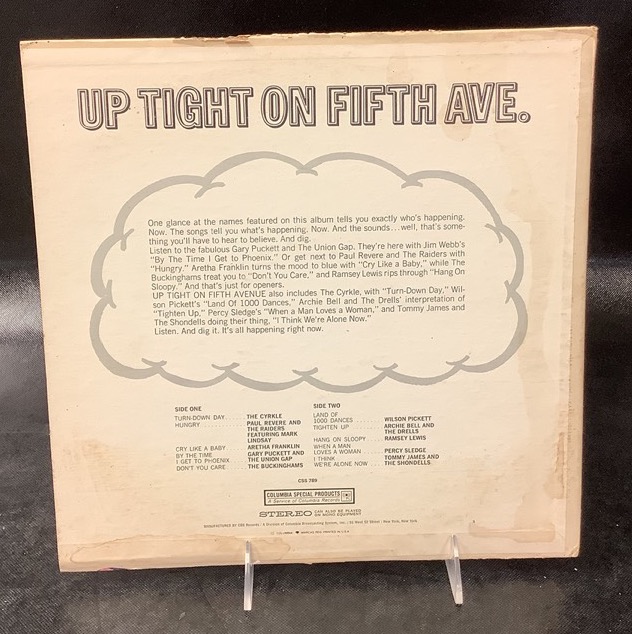 UP TIGHT ON FIFTH AVE.
One glance at the names featured on this album tells you exactly who's happening.
Now. The songs tell you what's happening. Now. And the sounds...well, that's some-
thing you'll have to hear to believe. And dig.
Listen to the fabulous Gary Puckett and The Union Gap. They're here with Jim Webb's
"By The Time I Get to Phoenix." Or get next to Paul Revere and The Raiders with
"Hungry." Aretha Franklin turns the mood to blue with "Cry Like a Baby," while The
Buckinghams treat you to "Don't You Care," and Ramsey Lewis rips through "Hang On
Sloopy." And that's just for openers.
UP TIGHT ON FIFTH AVENUE also includes The Cyrkle, with "Turn-Down Day," Wil-
son Pickett's "Land Of 1000 Dances," Archie Bell and The Drells' interpretation of
"Tighten Up," Percy Sledge's "When a Man Loves a Woman," and Tommy James and
The Shondells doing their thing, "I Think We're Alone Now."
Listen. And dig it. It's all happening right now.
SIDE ONE
TURN-DOWN DAY ..... THE CYRKLE
HUNGRY ..... PAUL REVERE AND
THE RAIDERS
FEATURING MARK
LINDSAY
CRY LIKE A BABY ARETHA FRANKLIN
BY THE TIME GARY PUCKETT AND
I GET TO PHOENIX THE UNION GAP
DON'T YOU CARE THE BUCKINGHAMS
SIDE TWO
LAND OF
1000 DANCES ..... WILSON PICKETT
TIGHTEN UP ..... ARCHIE BELL AND
THE DRELLS
HANG ON SLOOPY .... RAMSEY LEWIS
WHEN A MAN
LOVES A WOMAN .... PERCY SLEDGE
I THINK TOMMY JAMES AND
WE'RE ALONE NOW .. THE SHONDELLS
CSS 789
COLUMBIA SPECIAL PRODUCTS
A Service of Columbia Records
STEREO CAN ALSO BE PLAYED
ON MONO EQUIPMENT
MANUFACTURED BY CBS Records / A Division of Columbia Broadcasting System, Inc. / 51 West 52 Street / New York, New York